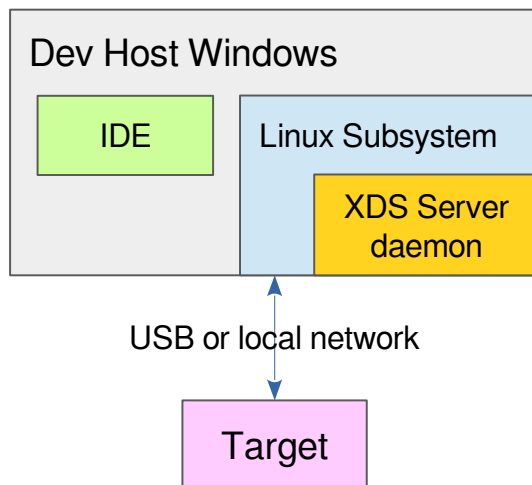 Dev Host Windows
IDE
Linux Subsystem
XDS Server
daemon
USB or local network
Target